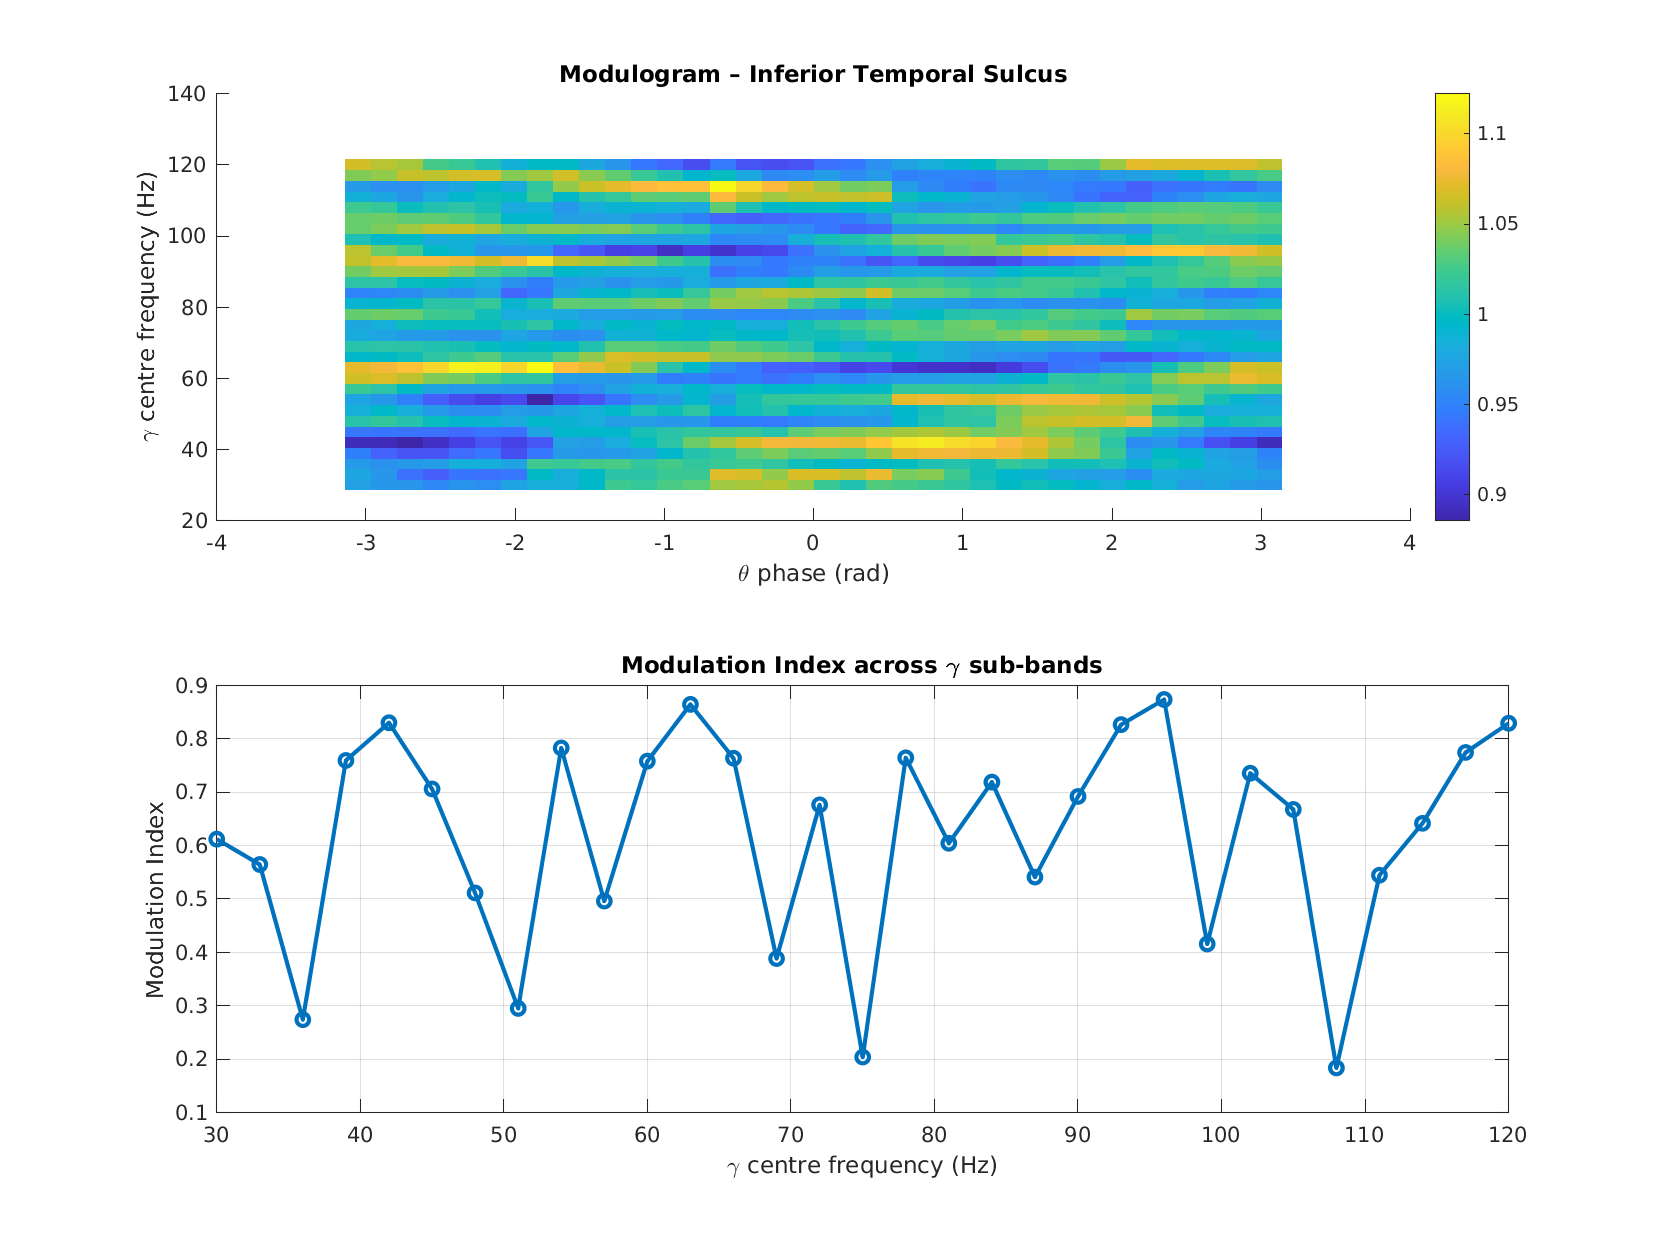 Modulogram – Inferior Temporal Sulcus
140
120
100
80
60
40
20
γ centre frequency (Hz)
-4 -3 -2 -1 0 1 2 3 4
θ phase (rad)
1.1
1.05
1
0.95
0.9
Modulation Index across γ sub-bands
0.9
0.8
0.7
0.6
0.5
0.4
0.3
0.2
0.1
Modulation Index
30 40 50 60 70 80 90 100 110 120
γ centre frequency (Hz)